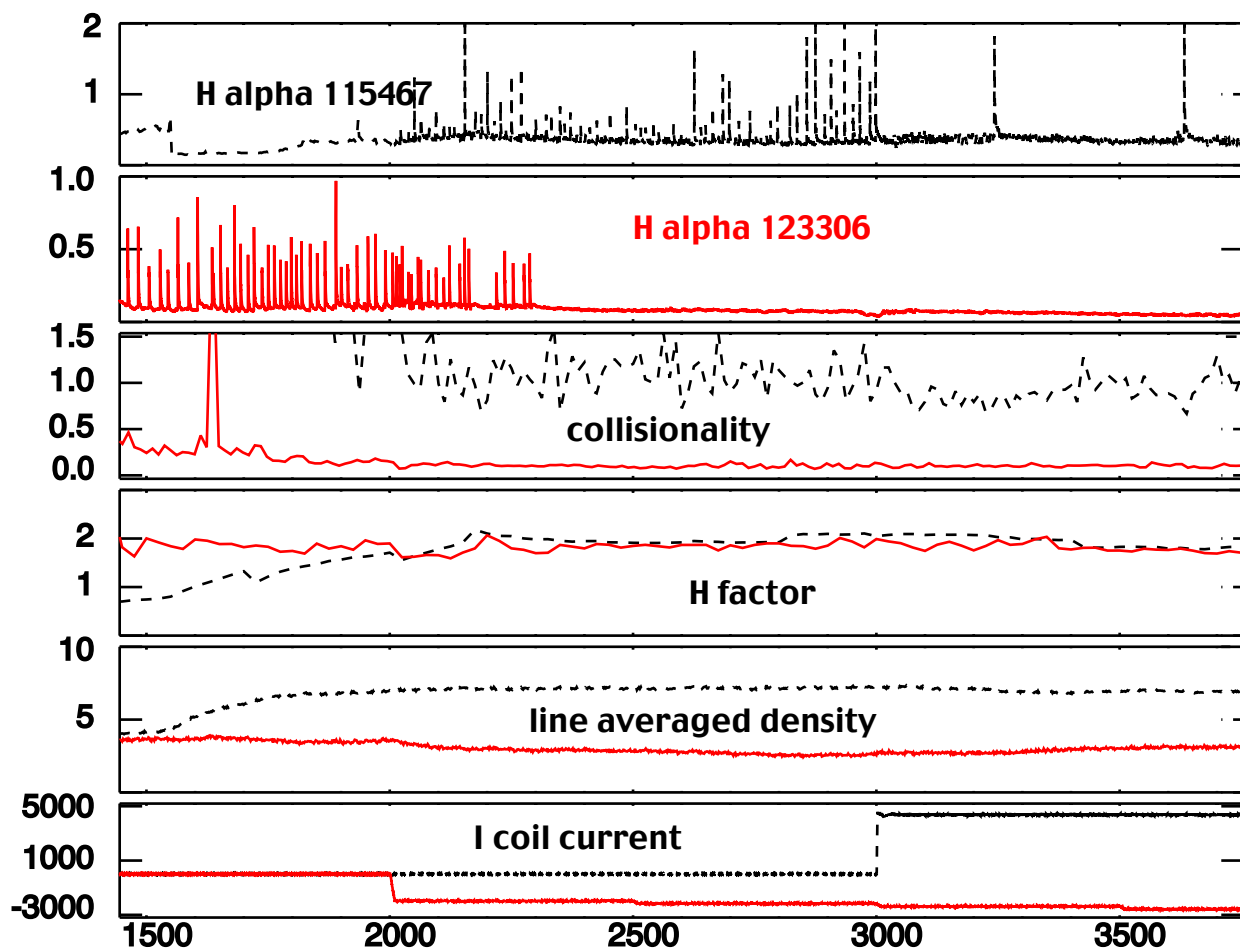 2
H alpha 115467
1
1.0
H alpha 123306
0.5
1.5
1.0
0.5
collisionality
0.0
2
1
H factor
10
5
line averaged density
5000
I coil current
1000
-3000
1500 2000 2500 3000 3500